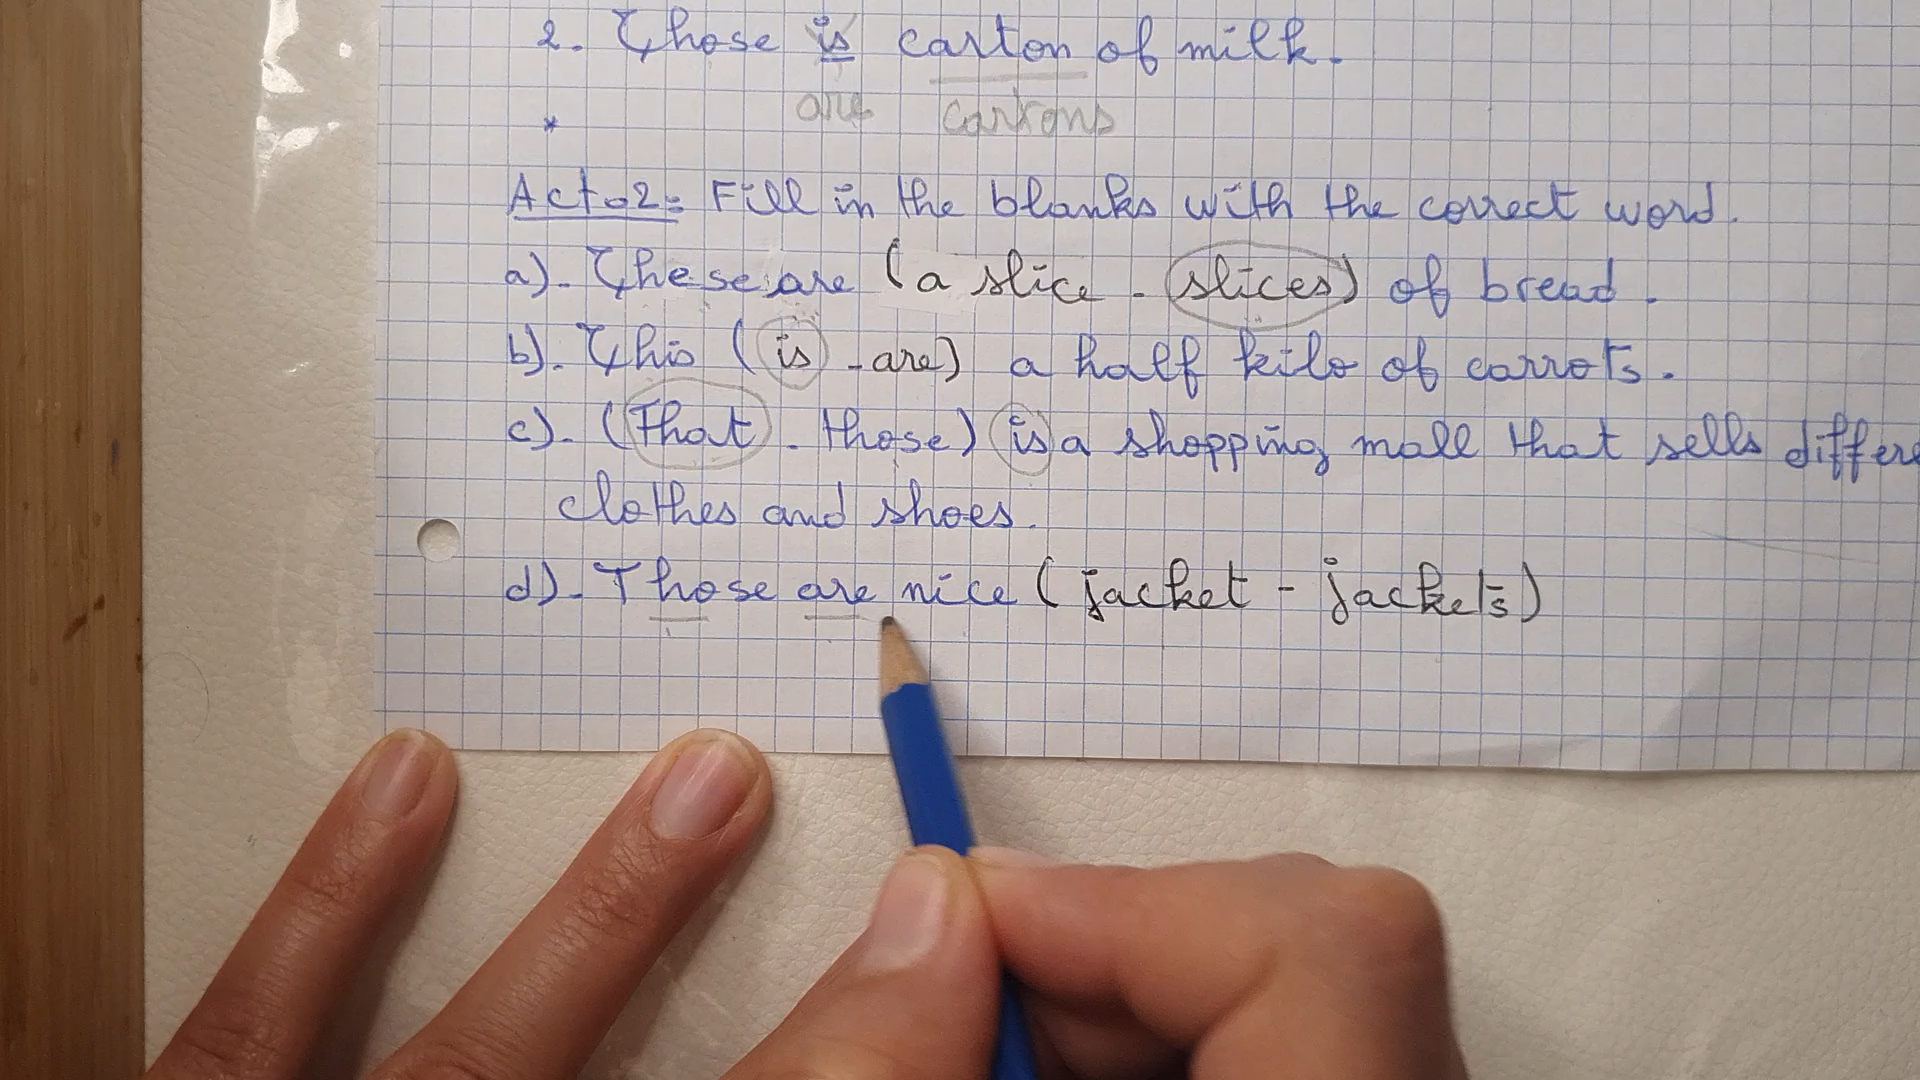 2. Those is carton of milk.
are cartons
*
Act-2: Fill in the blanks with the correct word.
a)- These are (a slice - slices) of bread.
b)- This (is - are) a half kilo of carrots.
c)- (That - those) is a shopping mall that sells differe
clothes and shoes.
d)- Those are nice (jacket - jackets)